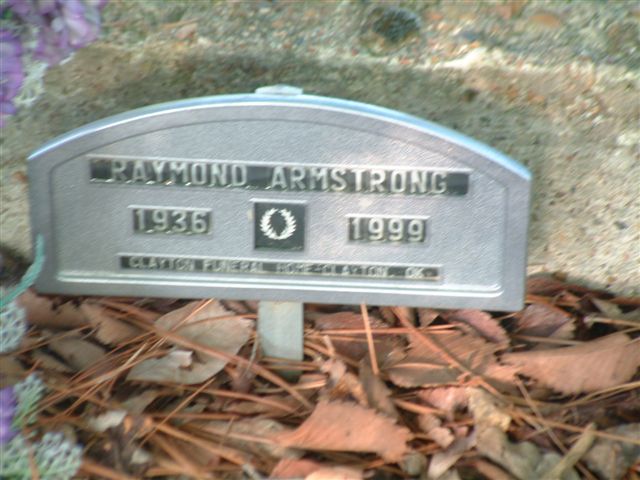 RAYMOND ARMSTRONG
1936 1999
CLAYTON FUNERAL HOME-CLAYTON, OK.